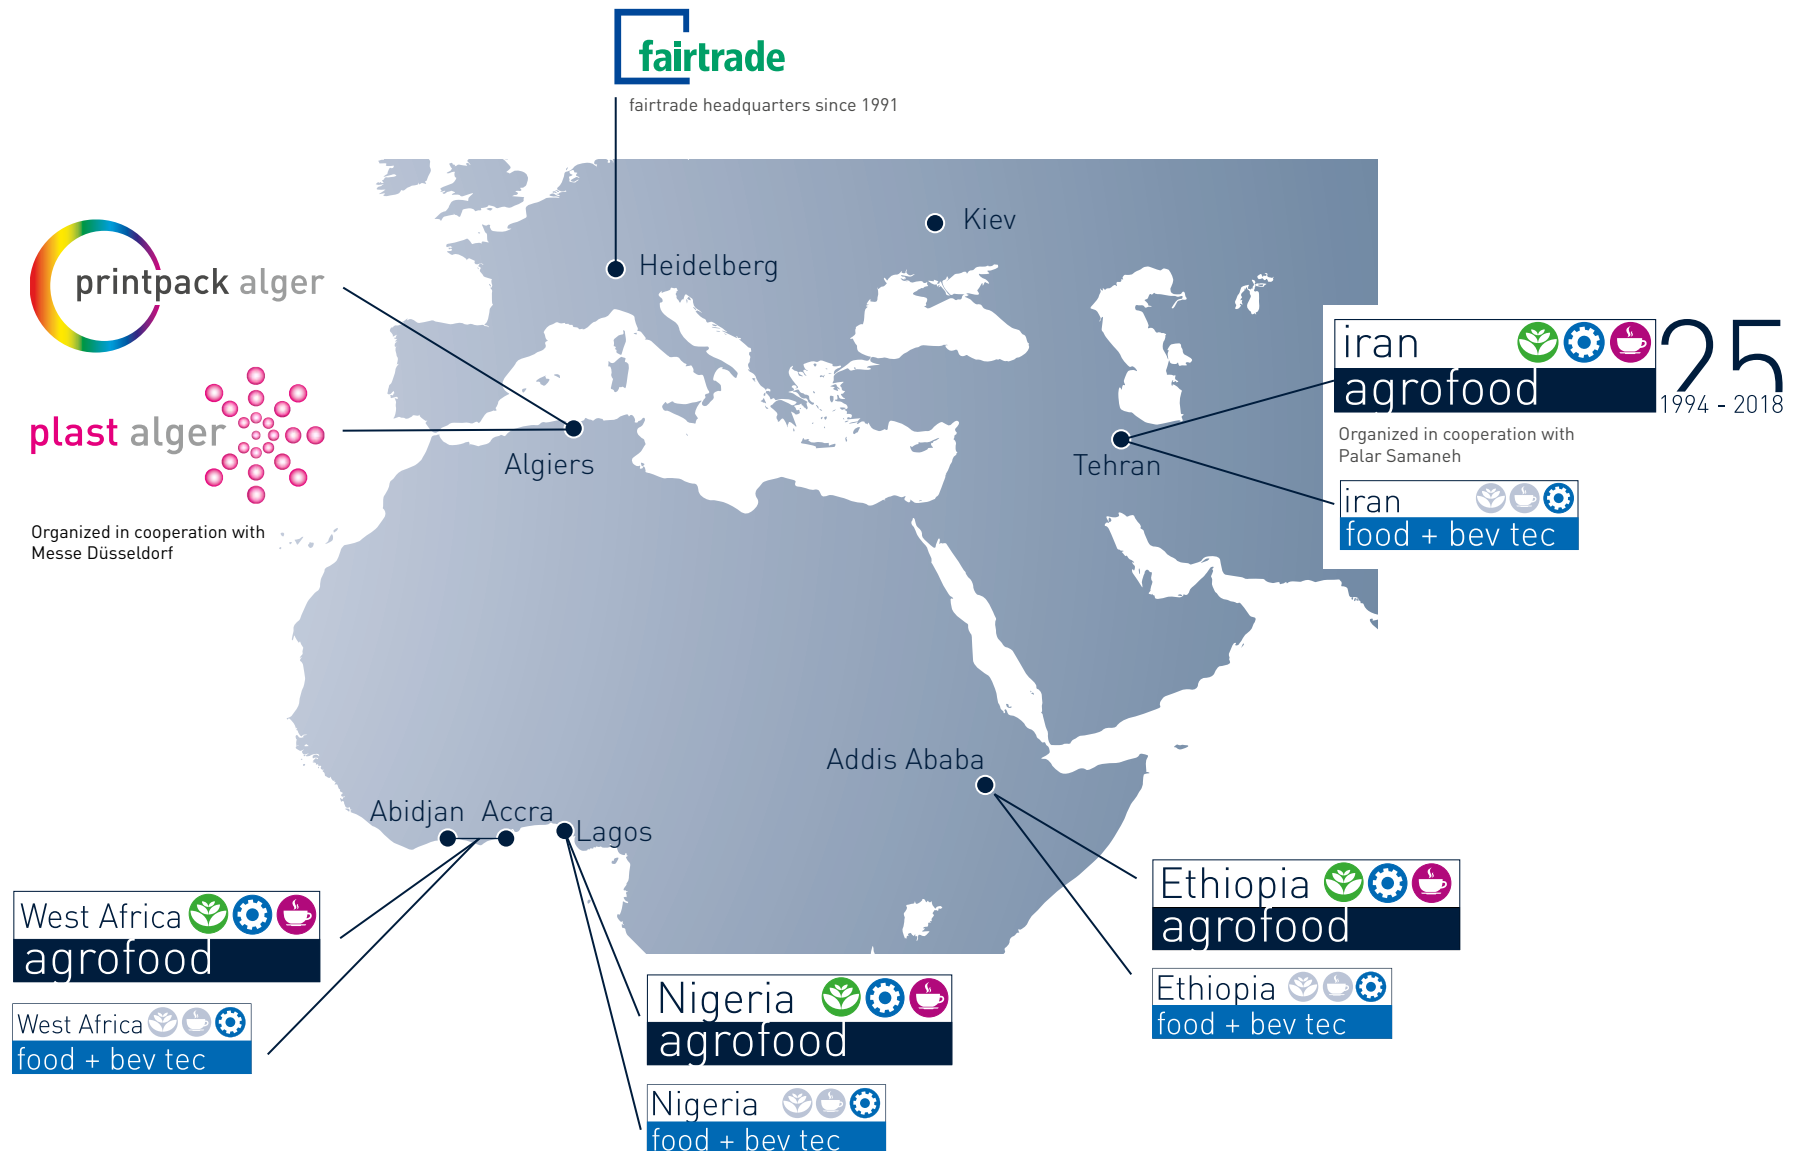 fairtrade
fairtrade headquarters since 1991
Kiev
Heidelberg
printpack alger
plast alger
Organized in cooperation with
Messe Düsseldorf
Algiers
Tehran
iran
agrofood
25
1994 - 2018
Organized in cooperation with
Palar Samaneh
iran
food + bev tec
Addis Ababa
Abidjan
Accra
Lagos
West Africa
agrofood
West Africa
food + bev tec
Nigeria
agrofood
Nigeria
food + bev tec
Ethiopia
agrofood
Ethiopia
food + bev tec